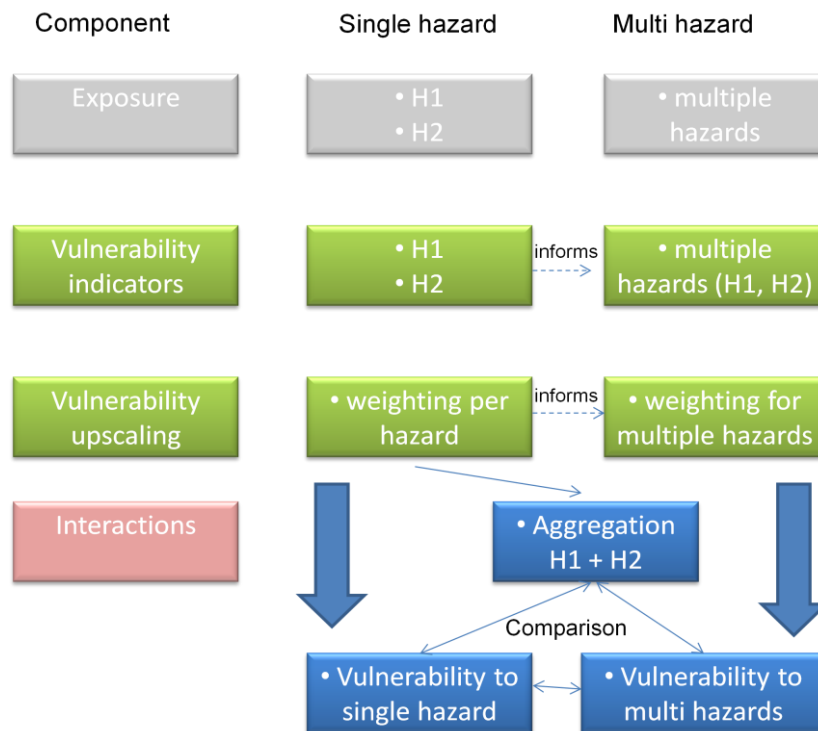 Component Single hazard Multi hazard
Exposure
• H1
• H2
• multiple
hazards
Vulnerability
indicators
• H1
• H2
informs
• multiple
hazards (H1, H2)
Vulnerability
upscaling
• weighting per
hazard
informs
• weighting for
multiple hazards
Interactions
• Aggregation
H1 + H2
Comparison
• Vulnerability to
single hazard
• Vulnerability to
multi hazards